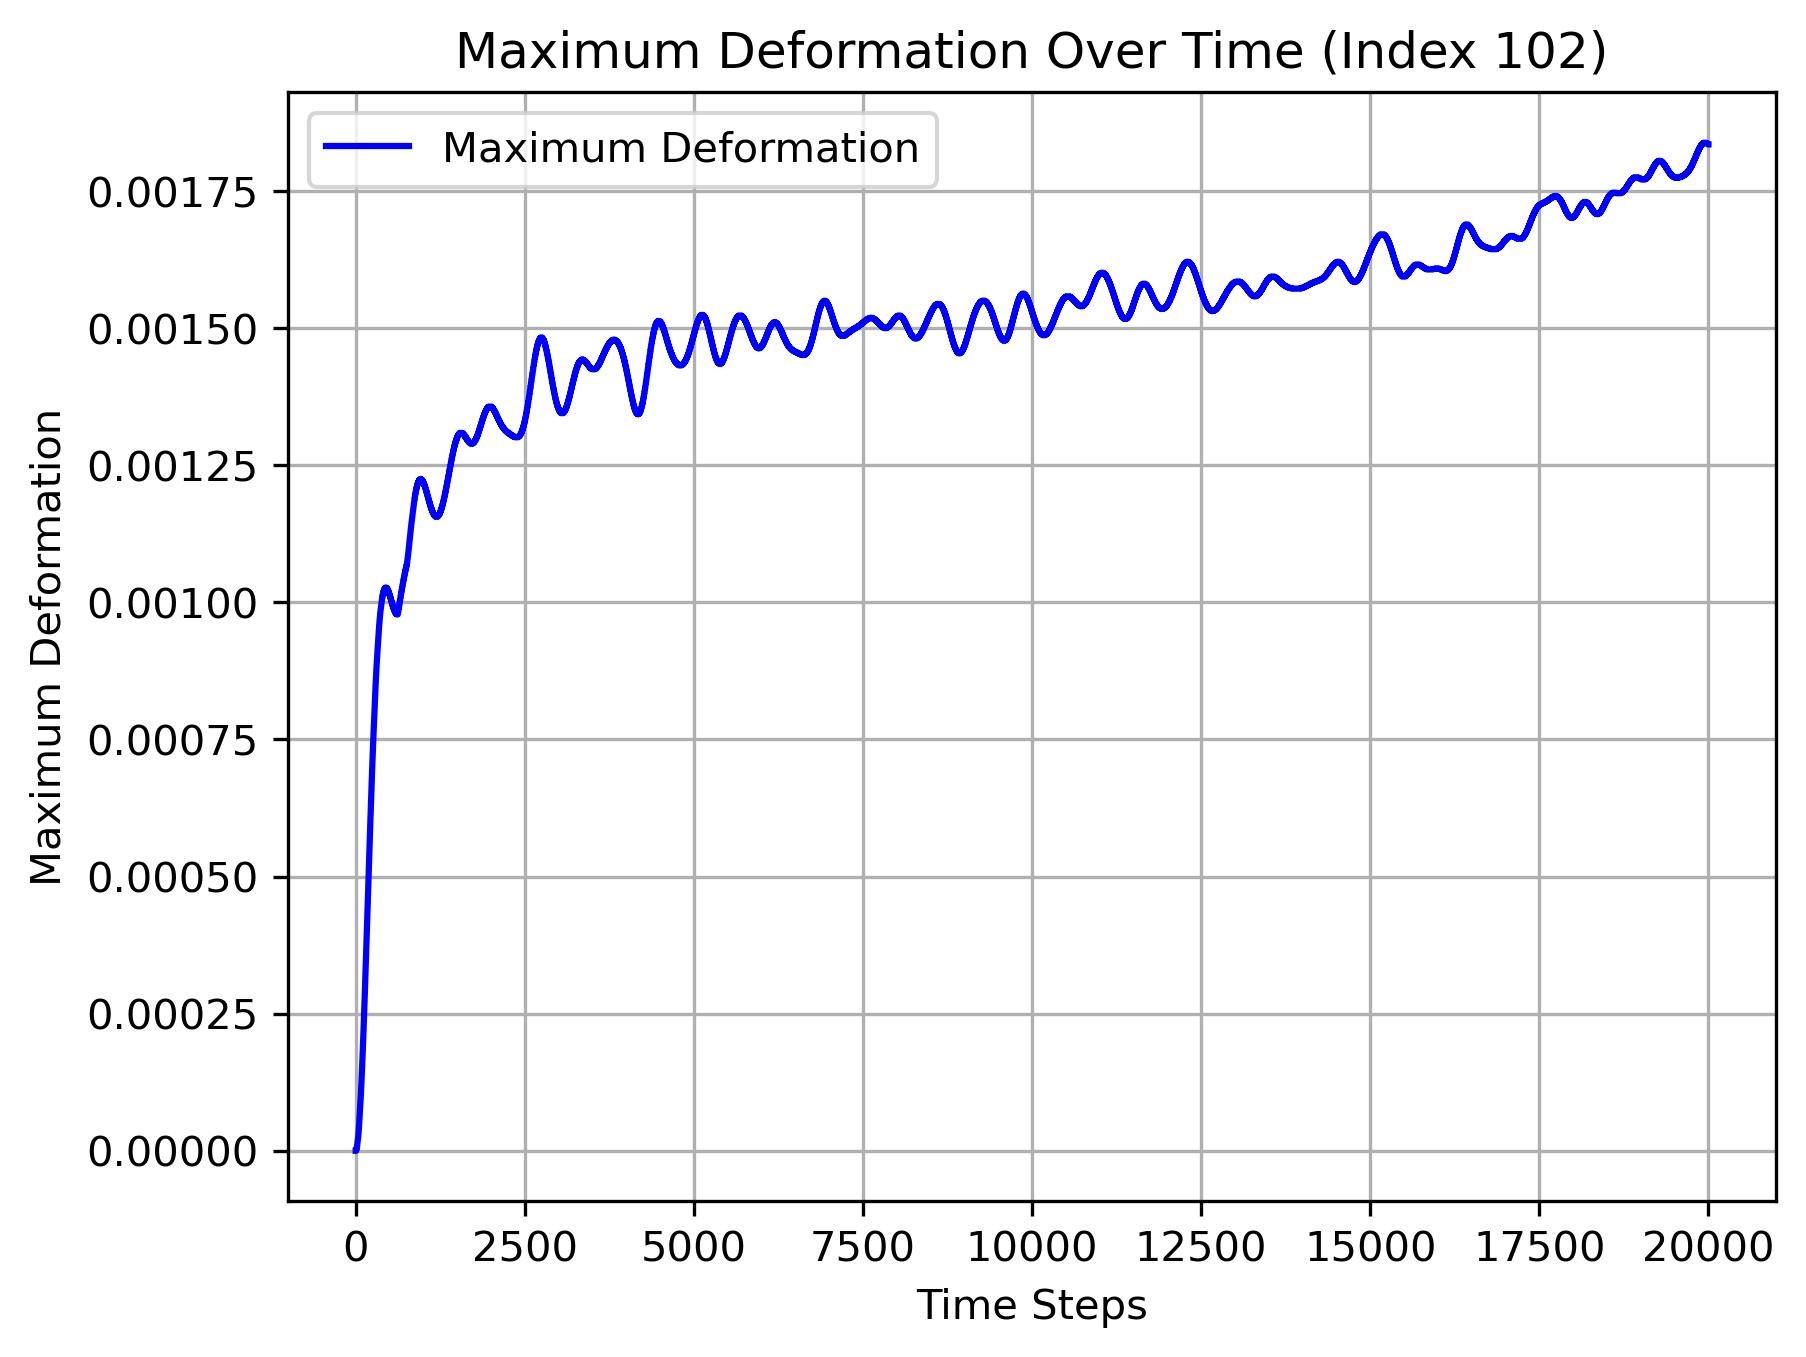 Maximum Deformation Over Time (Index 102)
Maximum Deformation
0.00175
0.00150
0.00125
0.00100
0.00075
0.00050
0.00025
0.00000
Maximum Deformation
0 2500 5000 7500 10000 12500 15000 17500 20000
Time Steps